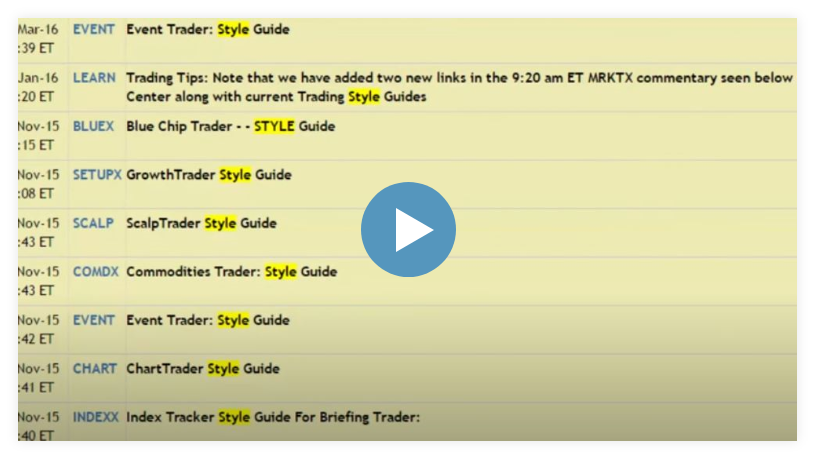 Mar-16 EVENT Event Trader: Style Guide
:39 ET
Jan-16 LEARN Trading Tips: Note that we have added two new links in the 9:20 am ET MRKTX commentary seen below
:20 ET Center along with current Trading Style Guides
Nov-15 BLUEX Blue Chip Trader - - STYLE Guide
:15 ET
Nov-15 SETUPX GrowthTrader Style Guide
:08 ET
Nov-15 SCALP ScalpTrader Style Guide
:43 ET
Nov-15 COMDX Commodities Trader: Style Guide
:43 ET
Nov-15 EVENT Event Trader: Style Guide
:42 ET
Nov-15 CHART ChartTrader Style Guide
:41 ET
Nov-15 INDEXX Index Tracker Style Guide For Briefing Trader:
:40 ET